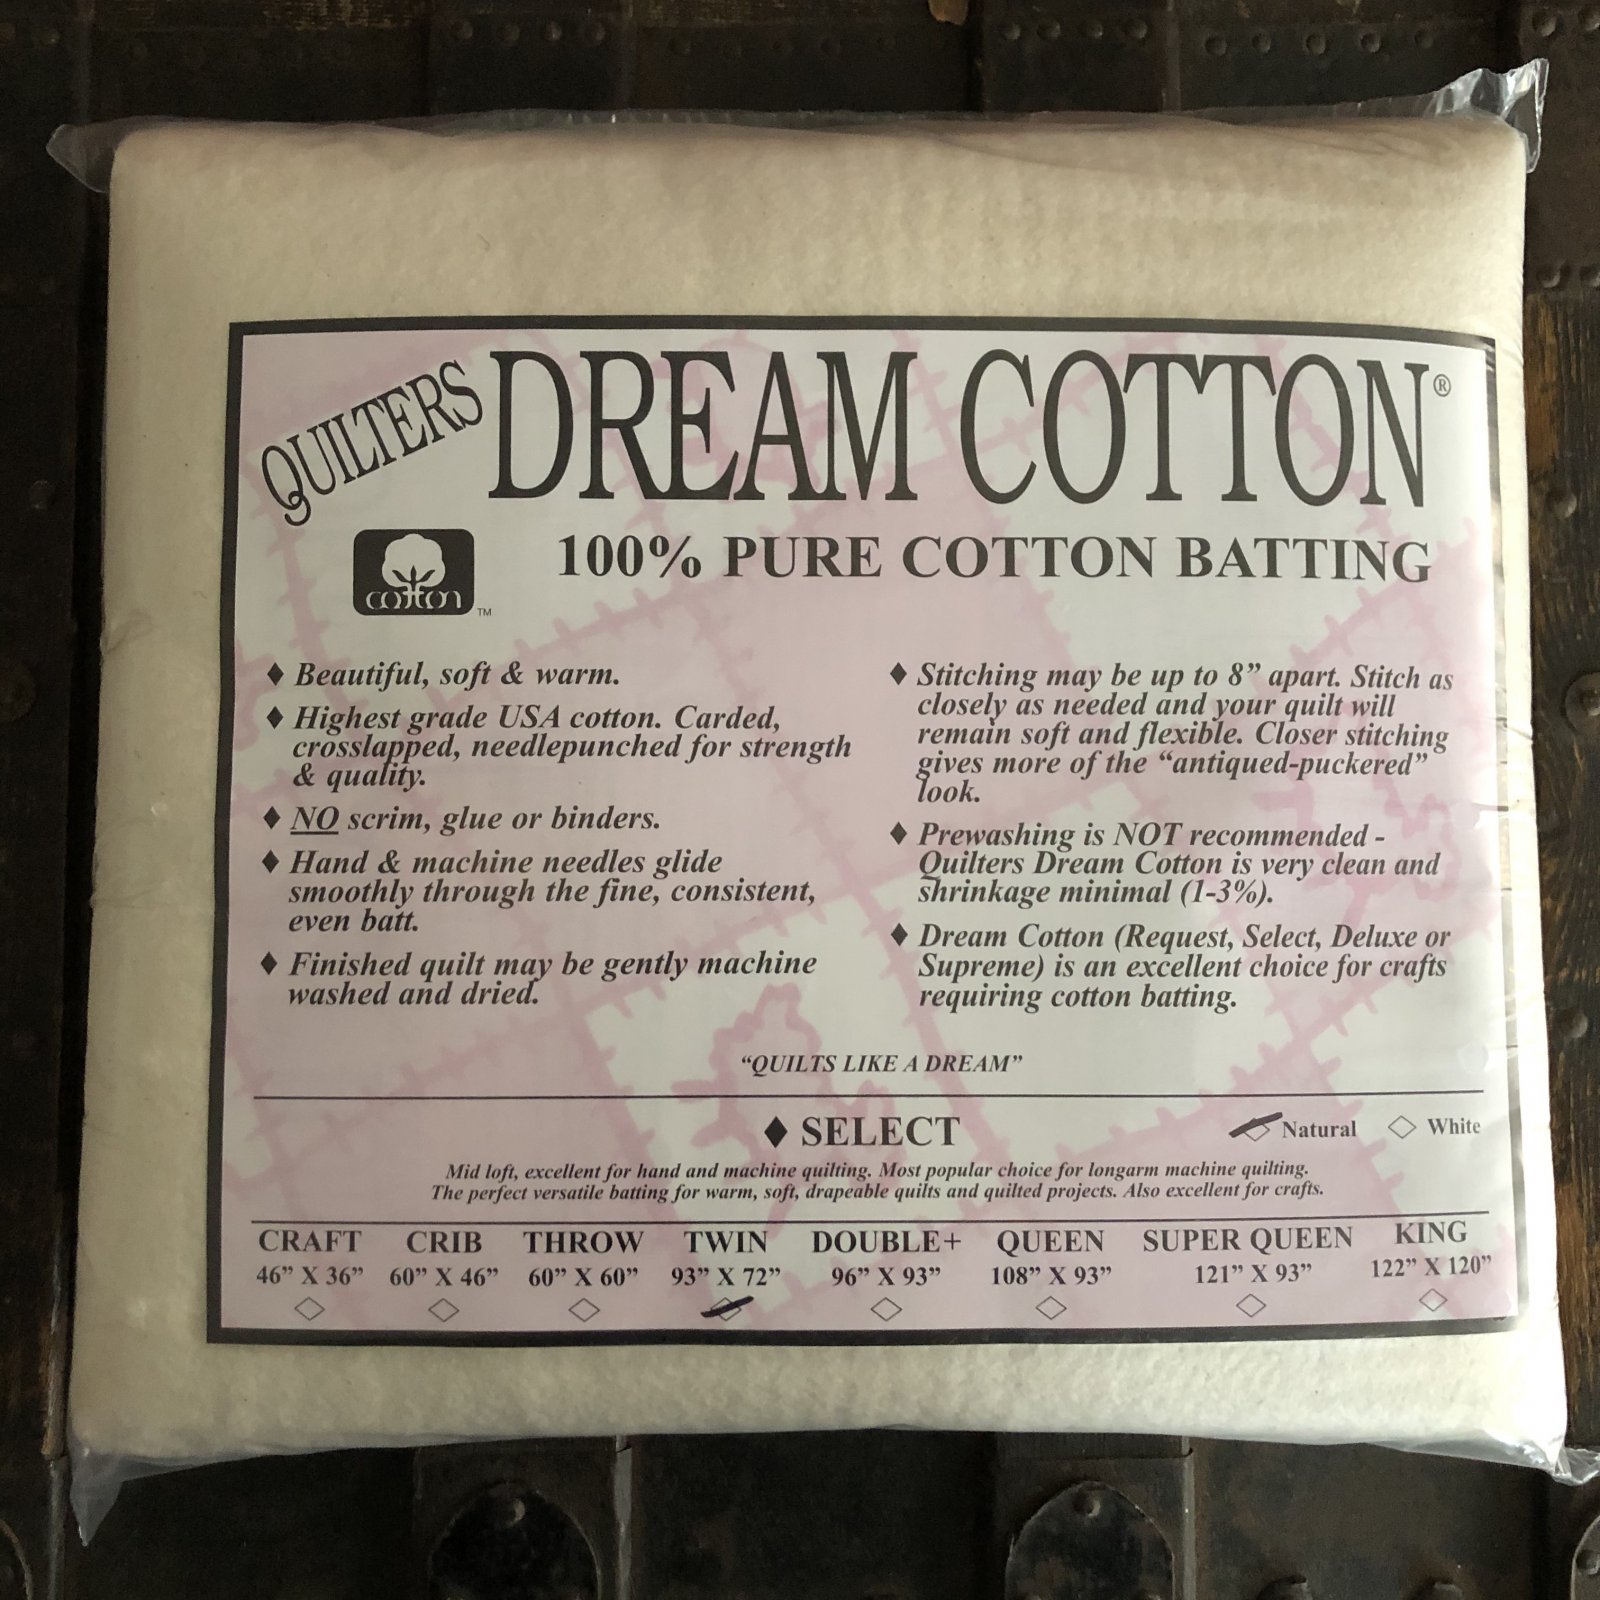 QUILTERS DREAM COTTON®
cotton ™
100% PURE COTTON BATTING
♦ Beautiful, soft & warm.
♦ Highest grade USA cotton. Carded,
crosslapped, needlepunched for strength
& quality.
♦ NO scrim, glue or binders.
♦ Hand & machine needles glide
smoothly through the fine, consistent,
even batt.
♦ Finished quilt may be gently machine
washed and dried.
♦ Stitching may be up to 8” apart. Stitch as
closely as needed and your quilt will
remain soft and flexible. Closer stitching
gives more of the “antiqued-puckered”
look.
♦ Prewashing is NOT recommended -
Quilters Dream Cotton is very clean and
shrinkage minimal (1-3%).
♦ Dream Cotton (Request, Select, Deluxe or
Supreme) is an excellent choice for crafts
requiring cotton batting.
“QUILTS LIKE A DREAM”
♦ SELECT
Natural White
Mid loft, excellent for hand and machine quilting. Most popular choice for longarm machine quilting.
The perfect versatile batting for warm, soft, drapeable quilts and quilted projects. Also excellent for crafts.
CRAFT CRIB THROW TWIN DOUBLE+ QUEEN SUPER QUEEN KING
46” X 36” 60” X 46” 60” X 60” 93” X 72” 96” X 93” 108” X 93” 121” X 93” 122” X 120”